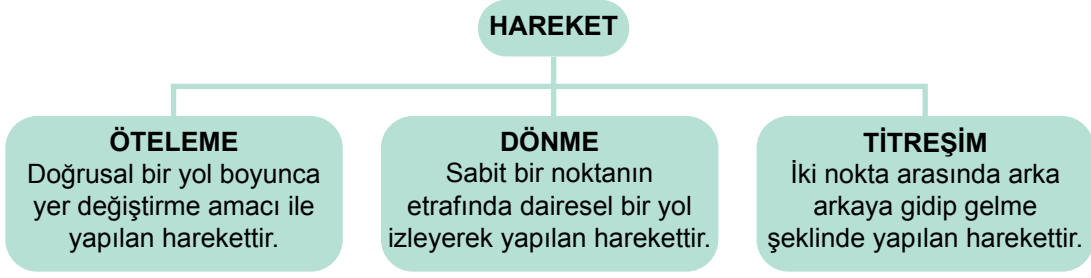 HAREKET
ÖTELEME
Doğrusal bir yol boyunca
yer değiştirme amacı ile
yapılan harekettir.
DÖNME
Sabit bir noktanın
etrafında dairesel bir yol
izleyerek yapılan harekettir.
TİTREŞİM
İki nokta arasında arka
arkaya gidip gelme
şeklinde yapılan harekettir.